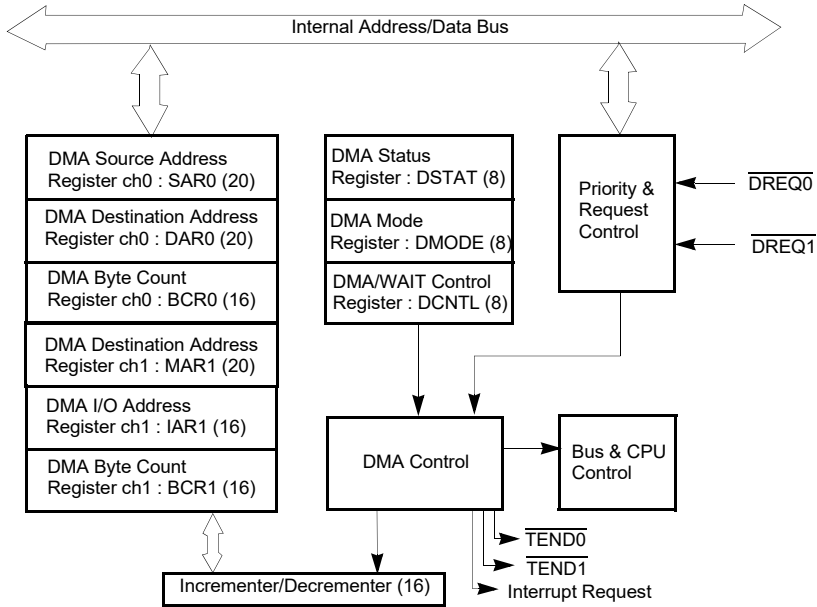 Internal Address/Data Bus
DMA Source Address
Register ch0 : SAR0 (20)
DMA Destination Address
Register ch0 : DAR0 (20)
DMA Byte Count
Register ch0 : BCR0 (16)
DMA Destination Address
Register ch1 : MAR1 (20)
DMA I/O Address
Register ch1 : IAR1 (16)
DMA Byte Count
Register ch1 : BCR1 (16)
DMA Status
Register : DSTAT (8)
DMA Mode
Register : DMODE (8)
DMA/WAIT Control
Register : DCNTL (8)
Priority &
Request
Control
DREQ0
DREQ1
DMA Control
Bus & CPU
Control
TEND0
TEND1
Interrupt Request
Incrementer/Decrementer (16)